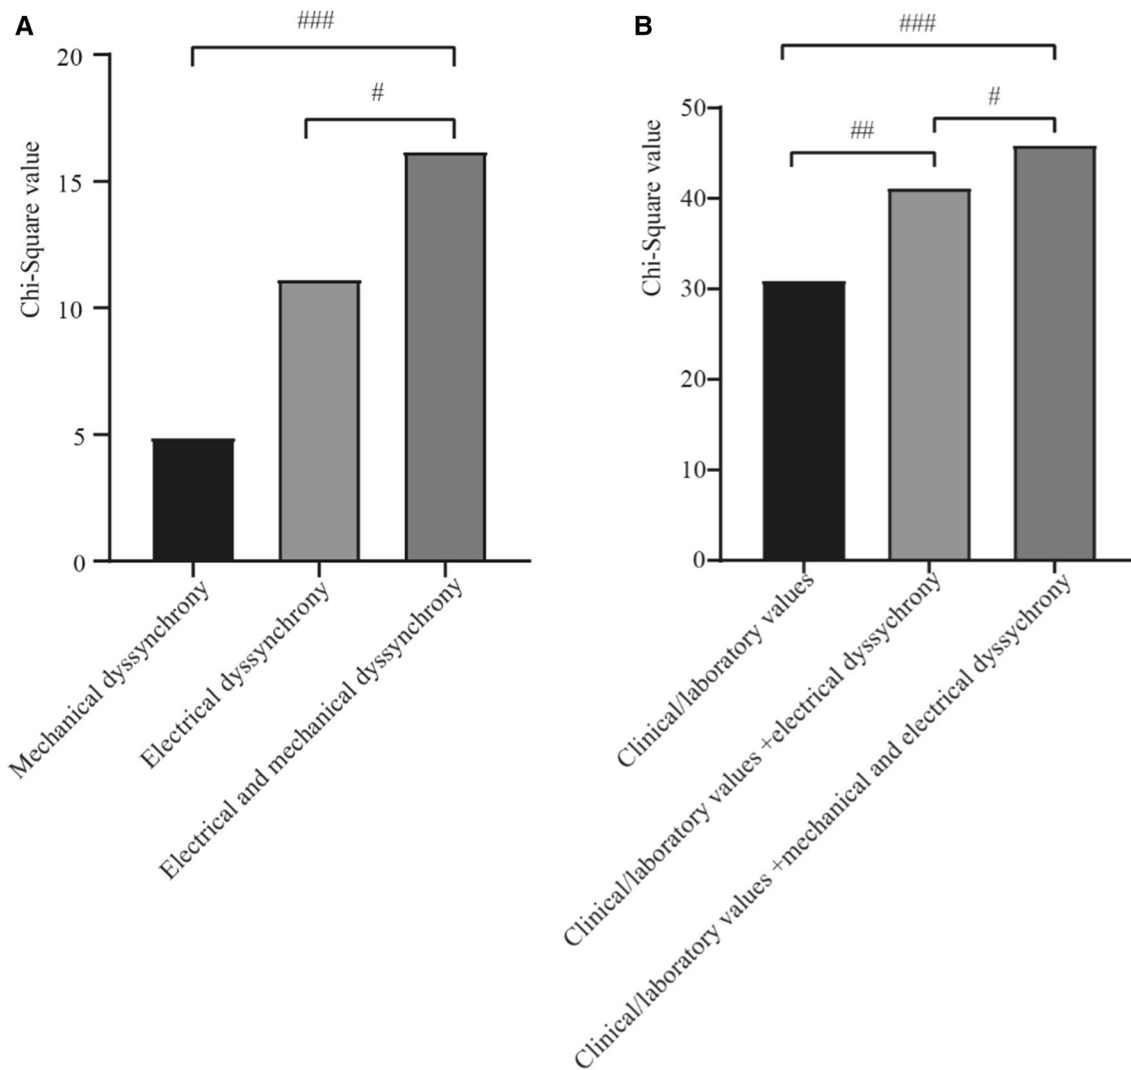 A
###
#
20
15
10
5
0
Chi-Square value
Mechanical dyssynchrony
Electrical dyssynchrony
Electrical and mechanical dyssynchrony
B
###
#
##
50
40
30
20
10
0
Chi-Square value
Clinical/laboratory values
Clinical/laboratory values +electrical dyssychrony
Clinical/laboratory values +mechanical and electrical dyssychrony